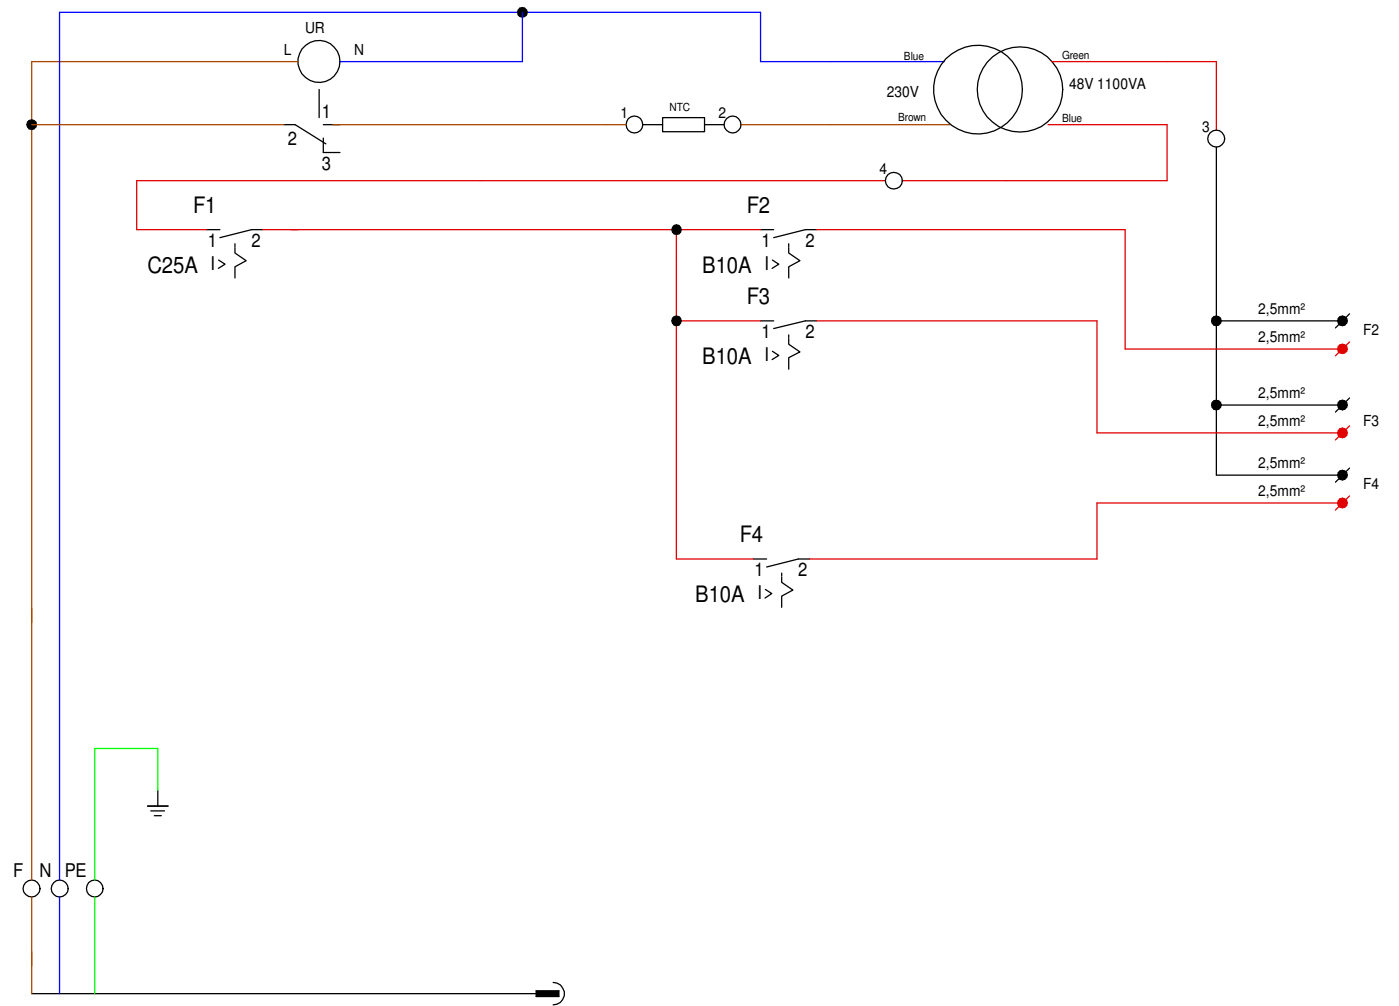 UR
L N
Blue
Green
230V
48V 1100VA
1
1 NTC 2
Brown
Blue
2
3
3
4
F1
1 2
C25A I>
F2
1 2
B10A I>
F3
1 2
B10A I>
2,5mm²
F2
2,5mm²
2,5mm²
F3
2,5mm²
2,5mm²
F4
2,5mm²
F4
1 2
B10A I>
F N PE